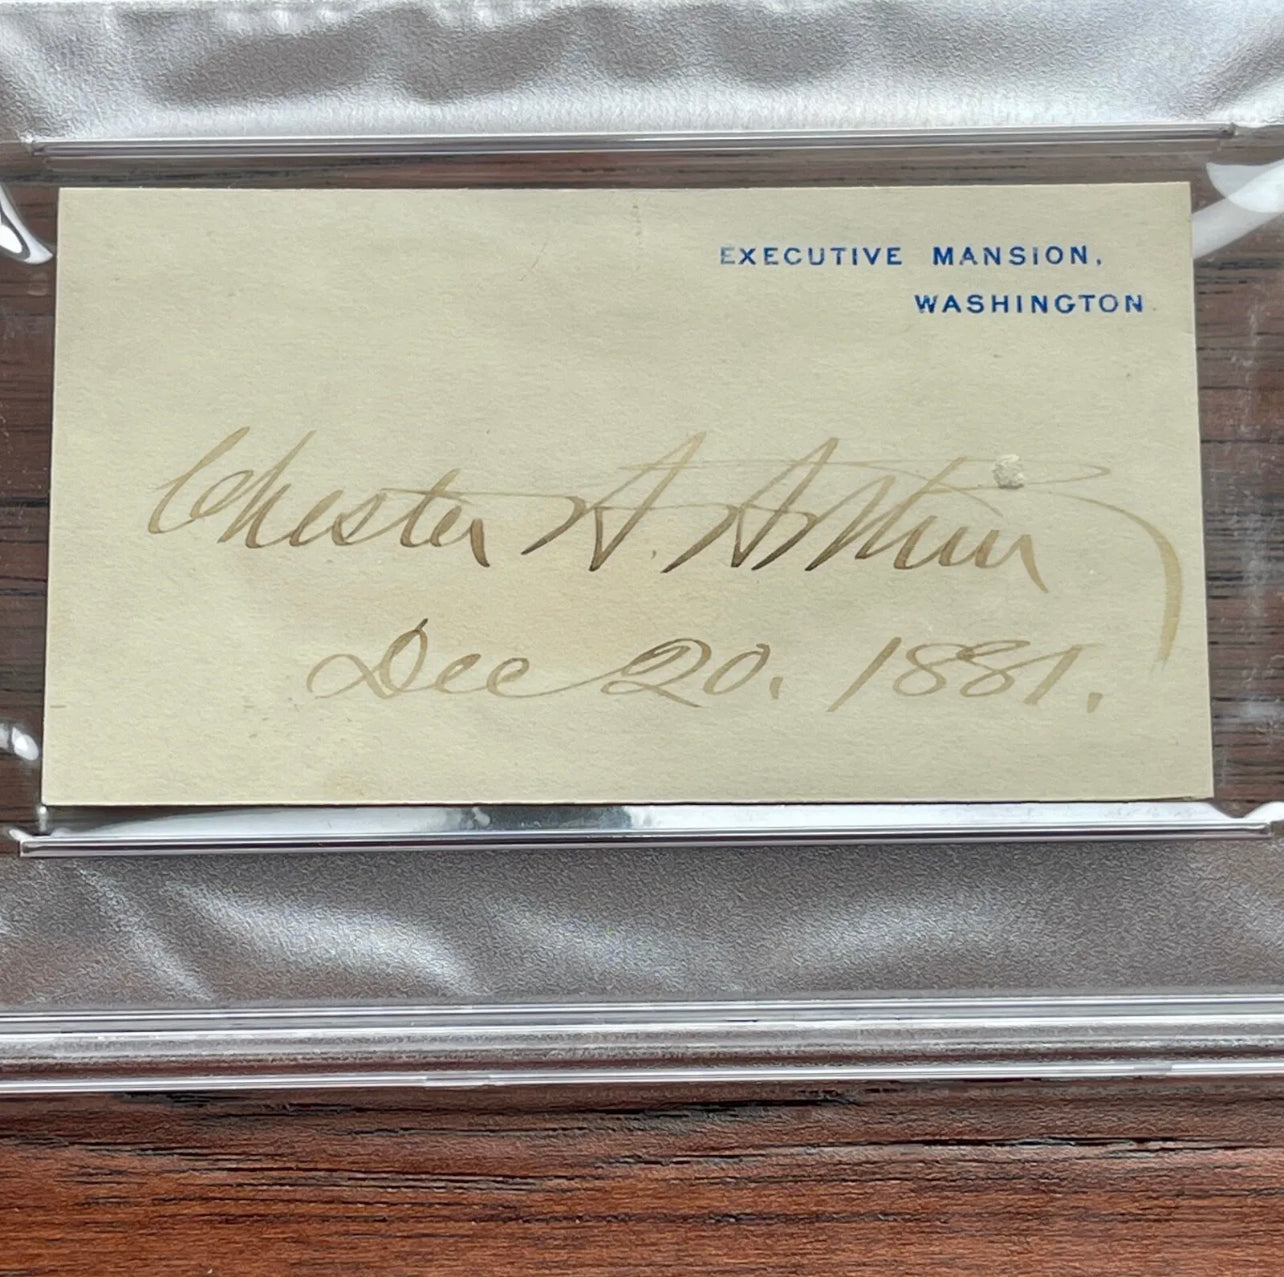 EXECUTIVE MANSION,
WASHINGTON.
Chester A. Arthur
Dec 20. 1881.